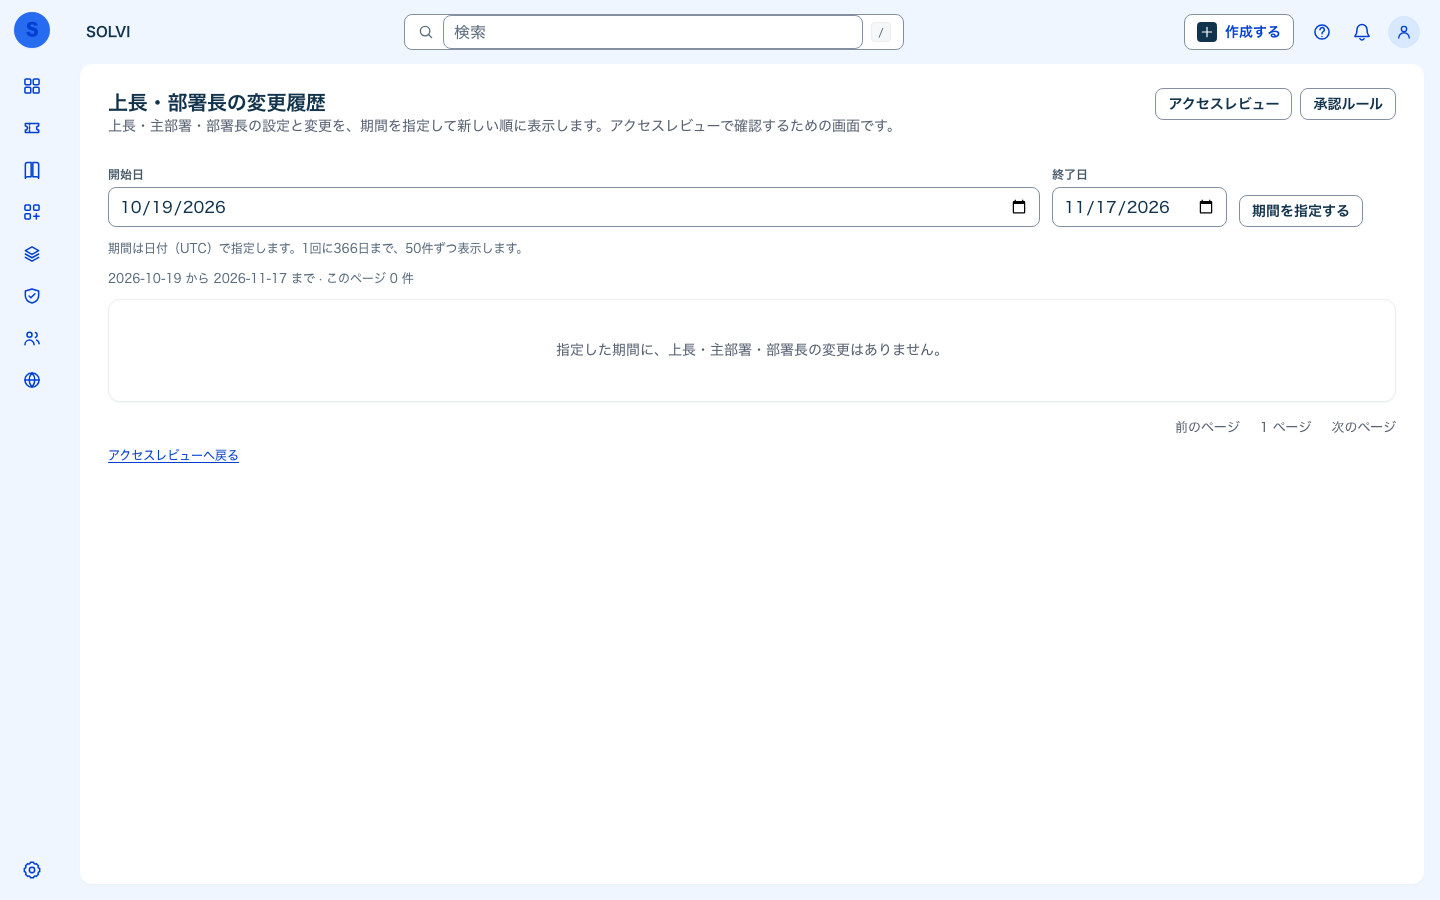 S
SOLVI
検索
/
作成する
上長・部署長の変更履歴
上長・主部署・部署長の設定と変更を、期間を指定して新しい順に表示します。アクセスレビューで確認するための画面です。
アクセスレビュー
承認ルール
開始日
終了日
10/19/2026
11/17/2026
期間を指定する
期間は日付（UTC）で指定します。1回に366日まで、50件ずつ表示します。
2026-10-19 から 2026-11-17 まで · このページ 0 件
指定した期間に、上長・主部署・部署長の変更はありません。
前のページ
1 ページ
次のページ
アクセスレビューへ戻る